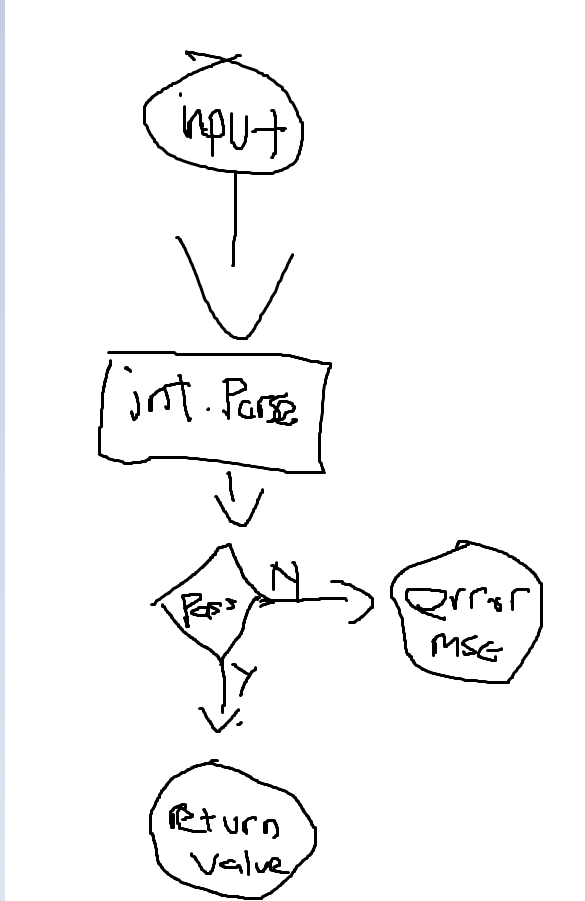 input
int.Parse
Pass
N
Error
MSG
Y
return
value